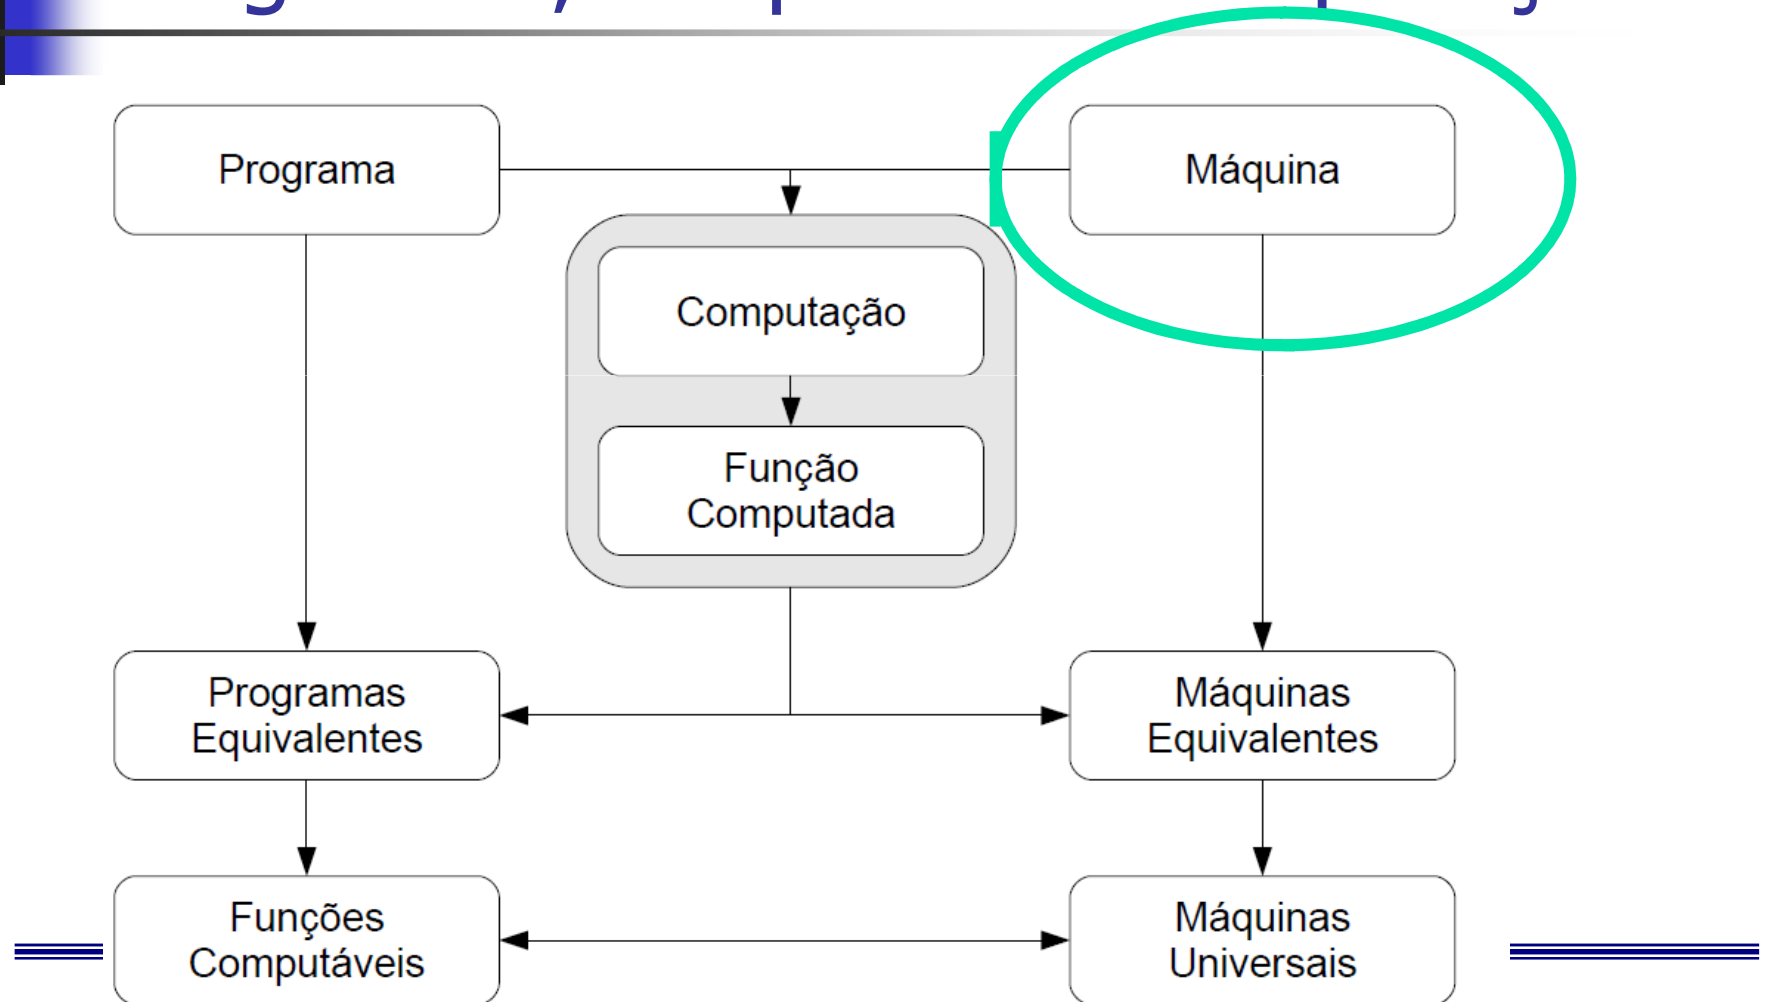 Programa
Máquina
Computação
Função
Computada
Programas
Equivalentes
Máquinas
Equivalentes
Funções
Computáveis
Máquinas
Universais